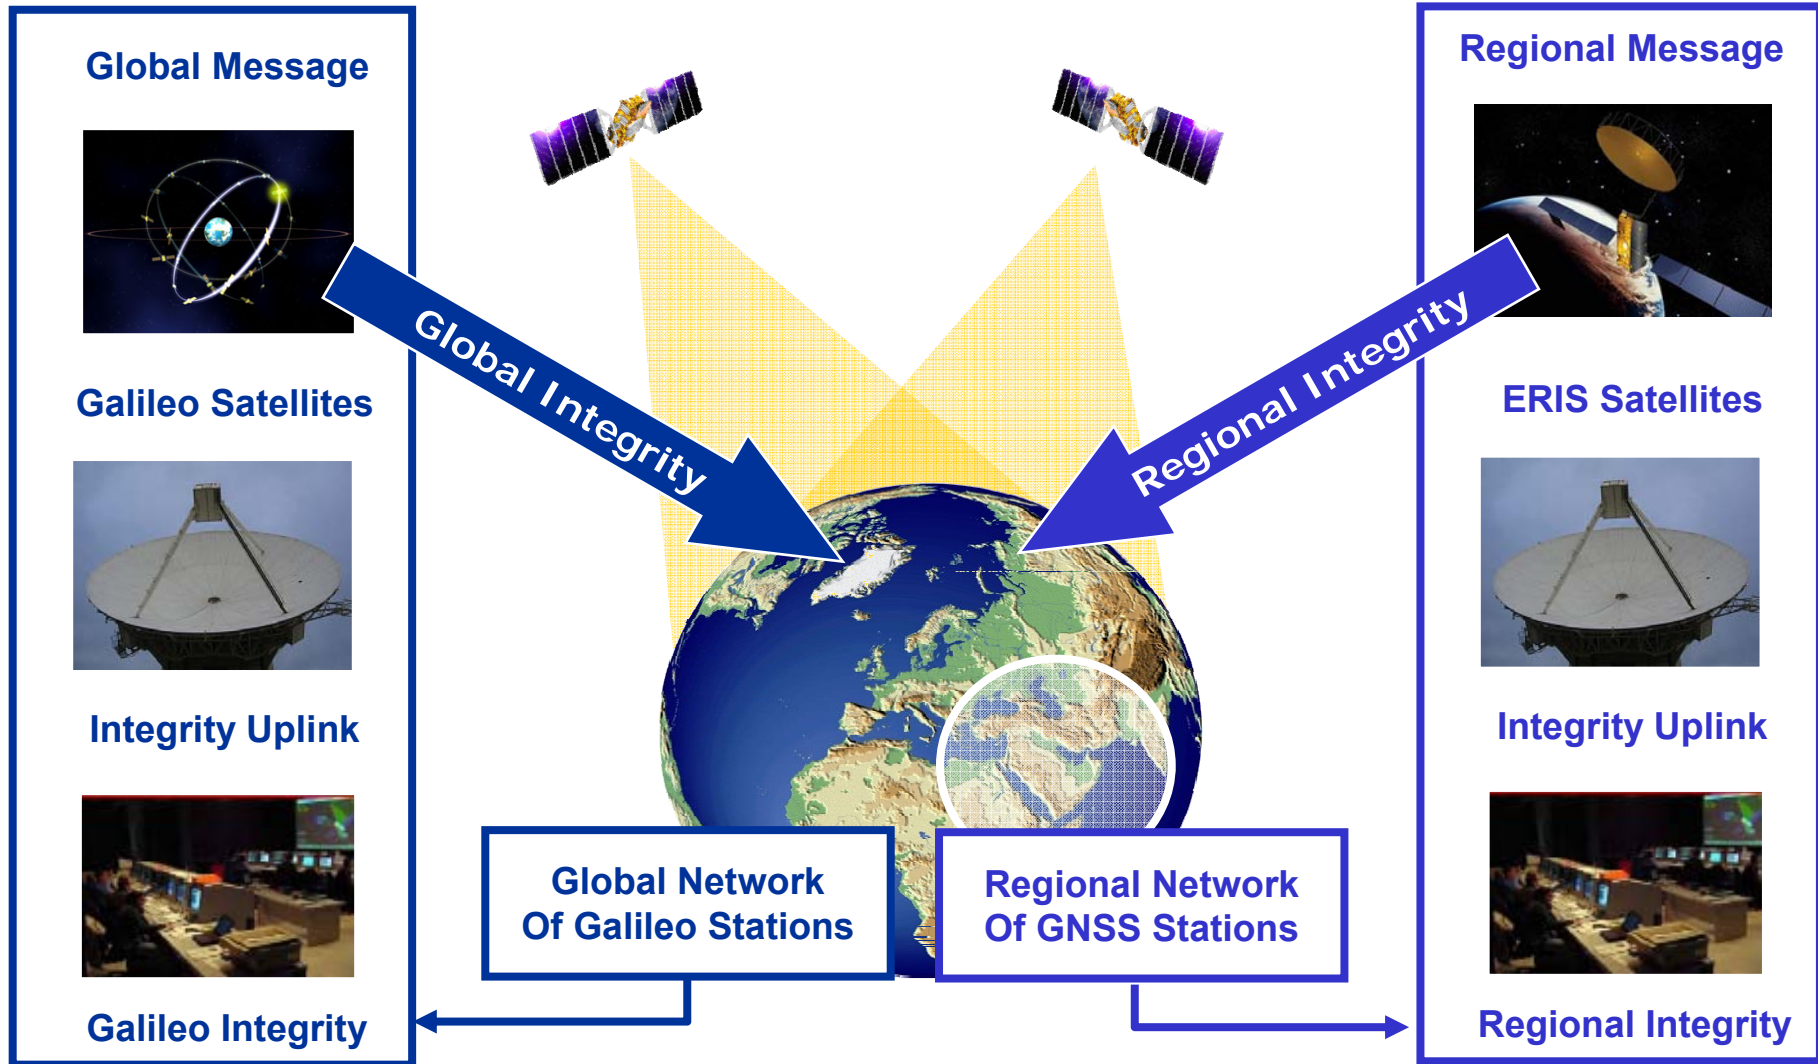 Global Message
Galileo Satellites
Integrity Uplink
Galileo Integrity
Global Integrity
Regional Integrity
Global Network
Of Galileo Stations
Regional Network
Of GNSS Stations
Regional Message
ERIS Satellites
Integrity Uplink
Regional Integrity